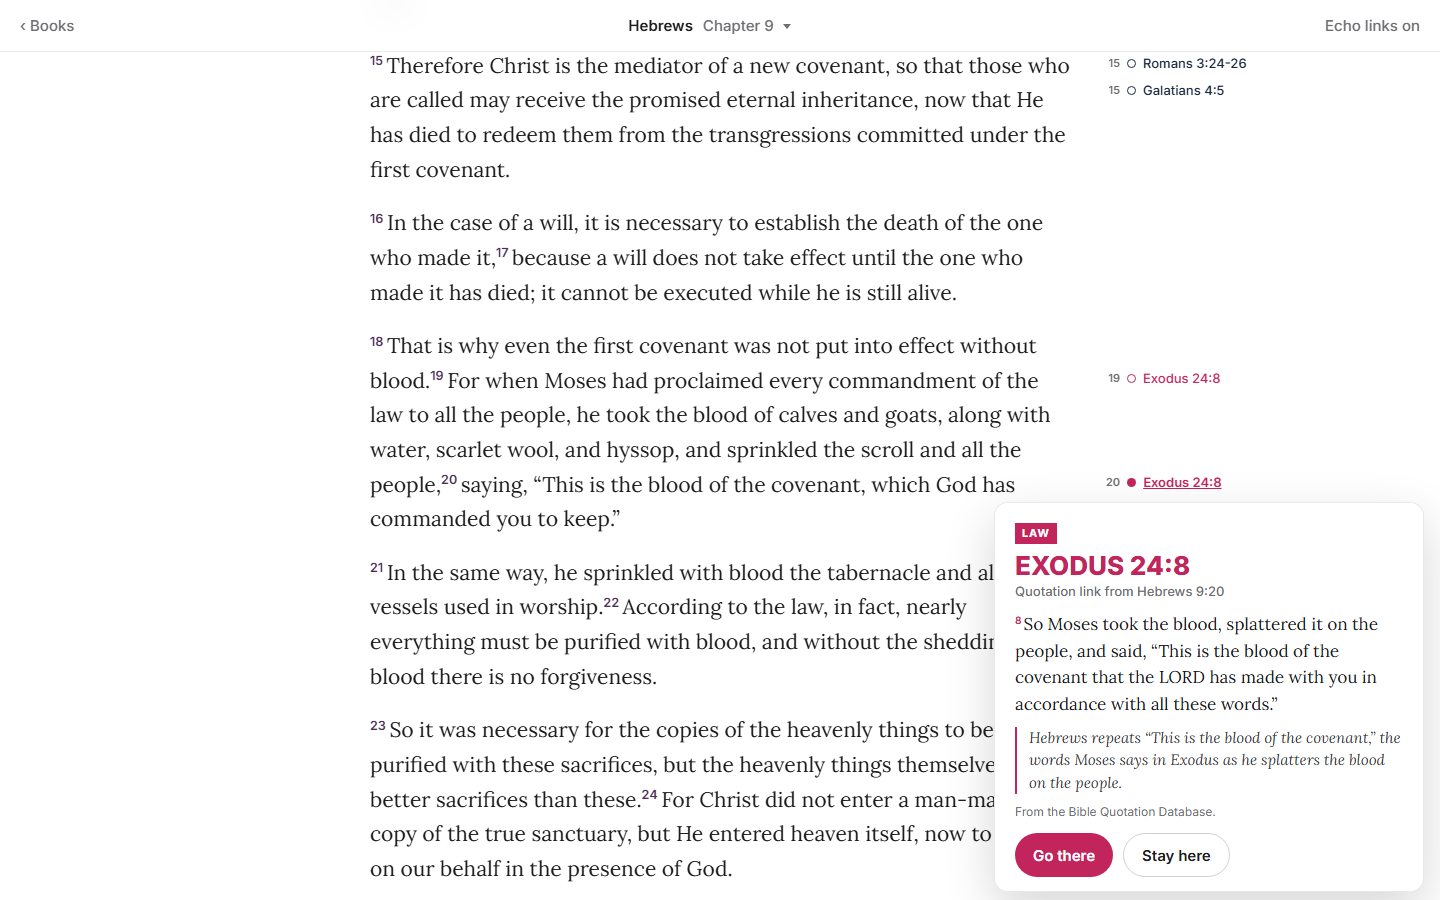 ‹ Books
Hebrews Chapter 9
Echo links on
15 Therefore Christ is the mediator of a new covenant, so that those who
are called may receive the promised eternal inheritance, now that He
has died to redeem them from the transgressions committed under the
first covenant.
16 In the case of a will, it is necessary to establish the death of the one
who made it,17 because a will does not take effect until the one who
made it has died; it cannot be executed while he is still alive.
18 That is why even the first covenant was not put into effect without
blood.19 For when Moses had proclaimed every commandment of the
law to all the people, he took the blood of calves and goats, along with
water, scarlet wool, and hyssop, and sprinkled the scroll and all the
people,20 saying, “This is the blood of the covenant, which God has
commanded you to keep.”
21 In the same way, he sprinkled with blood the tabernacle and
vessels used in worship.22 According to the law, in fact, nearly
everything must be purified with blood, and without the
blood there is no forgiveness.
23 So it was necessary for the copies of the heavenly things to be
purified with these sacrifices, but the heavenly things
better sacrifices than these.24 For Christ did not enter a
copy of the true sanctuary, but He entered heaven itself, now to
on our behalf in the presence of God.
15 Romans 3:24-26
15 Galatians 4:5
19 Exodus 24:8
20 Exodus 24:8
LAW
EXODUS 24:8
Quotation link from Hebrews 9:20
8 So Moses took the blood, splattered it on the
people, and said, “This is the blood of the
covenant that the LORD has made with you in
accordance with all these words.”
Hebrews repeats “This is the blood of the covenant,” the
words Moses says in Exodus as he splatters the blood
on the people.
From the Bible Quotation Database.
Go there
Stay here